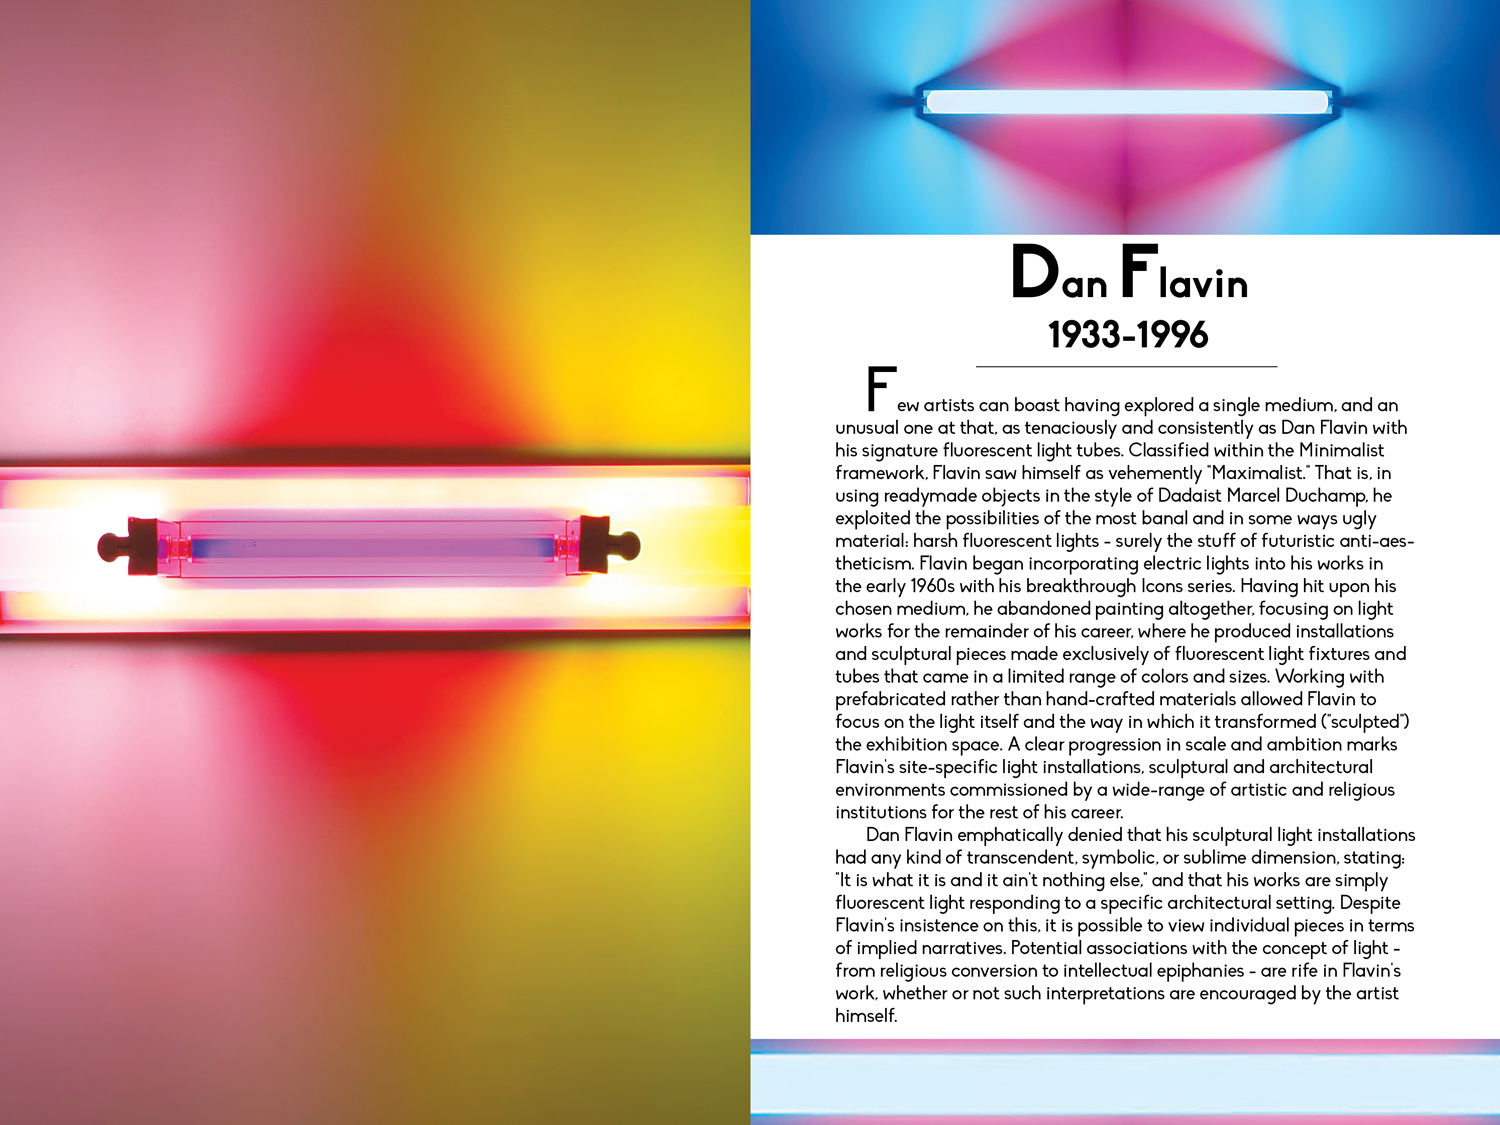 Dan Flavin
1933-1996
Few artists can boast having explored a single medium, and an
unusual one at that, as tenaciously and consistently as Dan Flavin with
his signature fluorescent light tubes. Classified within the Minimalist
framework, Flavin saw himself as vehemently "Maximalist." That is, in
using readymade objects in the style of Dadaist Marcel Duchamp, he
exploited the possibilities of the most banal and in some ways ugly
material: harsh fluorescent lights - surely the stuff of futuristic anti-aes-
theticism. Flavin began incorporating electric lights into his works in
the early 1960s with his breakthrough Icons series. Having hit upon his
chosen medium, he abandoned painting altogether, focusing on light
works for the remainder of his career, where he produced installations
and sculptural pieces made exclusively of fluorescent light fixtures and
tubes that came in a limited range of colors and sizes. Working with
prefabricated rather than hand-crafted materials allowed Flavin to
focus on the light itself and the way in which it transformed ("sculpted")
the exhibition space. A clear progression in scale and ambition marks
Flavin's site-specific light installations, sculptural and architectural
environments commissioned by a wide-range of artistic and religious
institutions for the rest of his career.
Dan Flavin emphatically denied that his sculptural light installations
had any kind of transcendent, symbolic, or sublime dimension, stating:
"It is what it is and it ain't nothing else," and that his works are simply
fluorescent light responding to a specific architectural setting. Despite
Flavin's insistence on this, it is possible to view individual pieces in terms
of implied narratives. Potential associations with the concept of light -
from religious conversion to intellectual epiphanies - are rife in Flavin's
work, whether or not such interpretations are encouraged by the artist
himself.